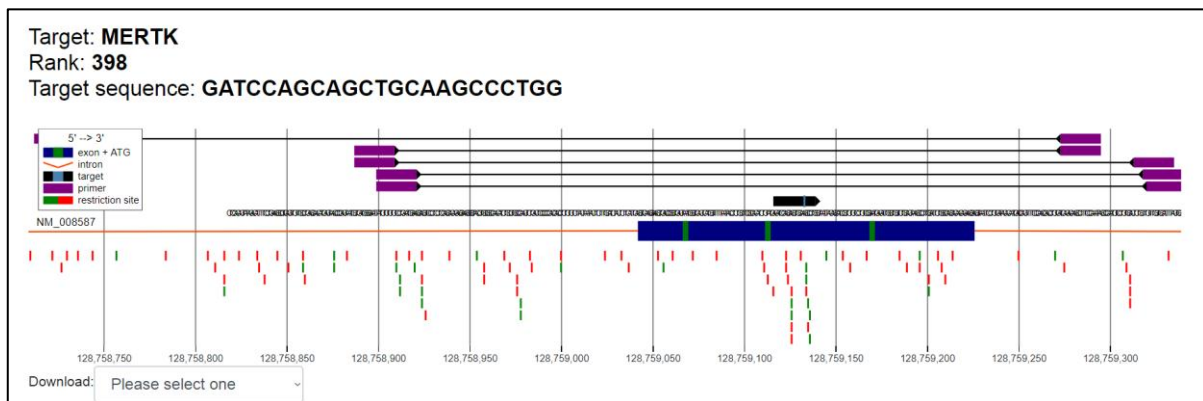 Target: MERTK
Rank: 398
Target sequence: GATCCAGCAGCTGCAAGCCCTGG
5' --> 3'
exon + ATG
intron
target
primer
restriction site
NM_008587
128,758,750 128,758,800 128,758,850 128,758,900 128,758,950 128,759,000 128,759,050 128,759,100 128,759,150 128,759,200 128,759,250 128,759,300
Download: Please select one